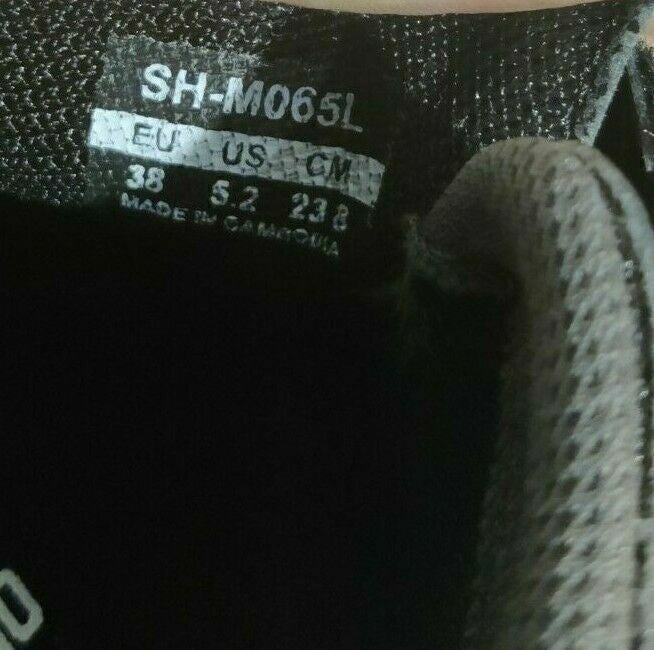 SH-M065L
EU US CM
38 5.2 23 8
MADE IN CAMBODIA